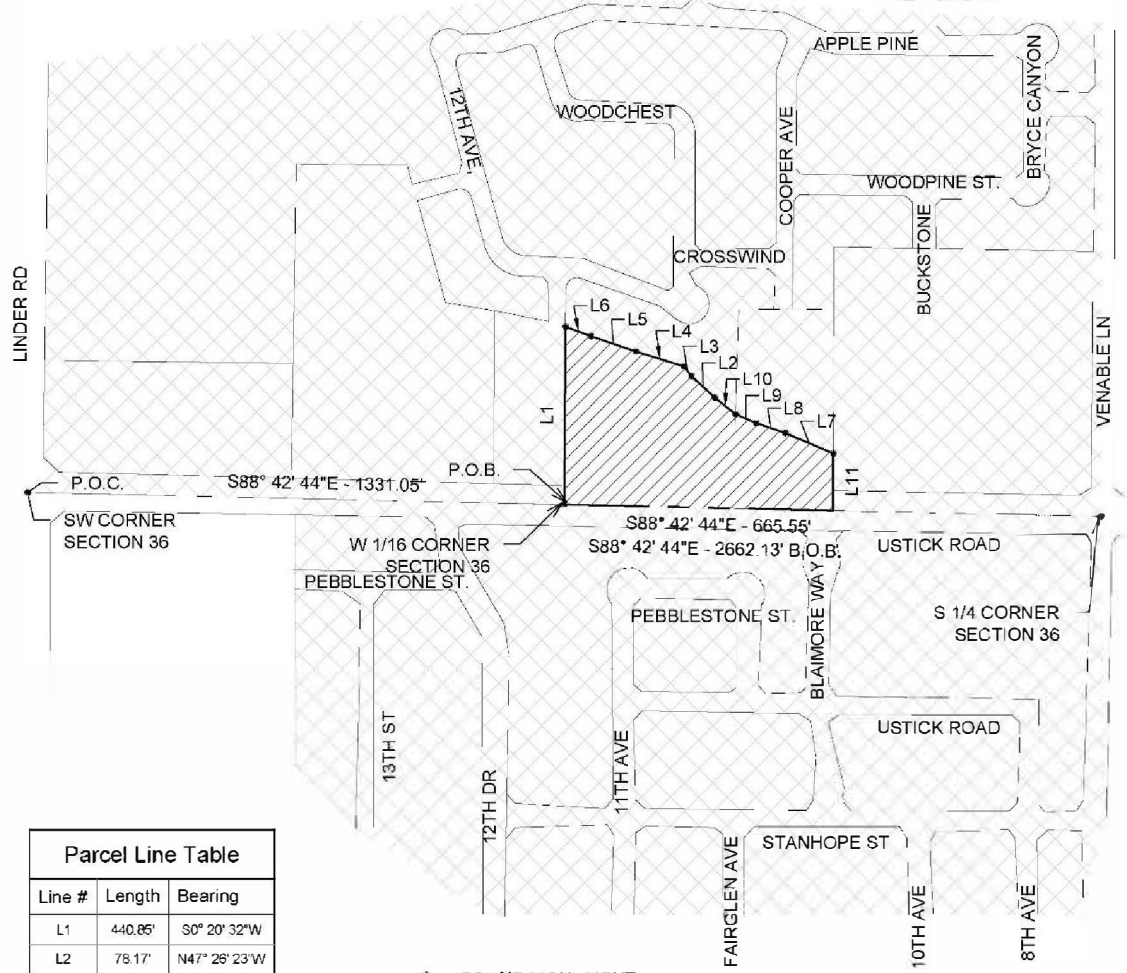 APPLE PINE
BRYCE CANYON
12TH AVE,
WOODCHEST
COOPER AVE
WOODPINE ST.
BUCKSTONE
CROSSWIND
LINDER RD
VENABLE LN
L6
L5
L4
L3
L2
L10
L9
L8
L7
L1
L11
P.O.B.
P.O.C.
S88° 42' 44"E - 1331.05'
SW CORNER
SECTION 36
W 1/16 CORNER
SECTION 36
S88° 42' 44"E - 665.55'
S88° 42' 44"E - 2662.13' B.O.B.
USTICK ROAD
PEBBLESTONE ST.
PEBBLESTONE ST.
BLAIMORE WAY
S 1/4 CORNER
SECTION 36
USTICK ROAD
13TH ST
12TH DR
11TH AVE
STANHOPE ST
FAIRGLEN AVE
10TH AVE
8TH AVE
Parcel Line Table
Line # Length Bearing
L1 440.85' S0° 20' 32"W
L2 78.17' N47° 26' 23"W